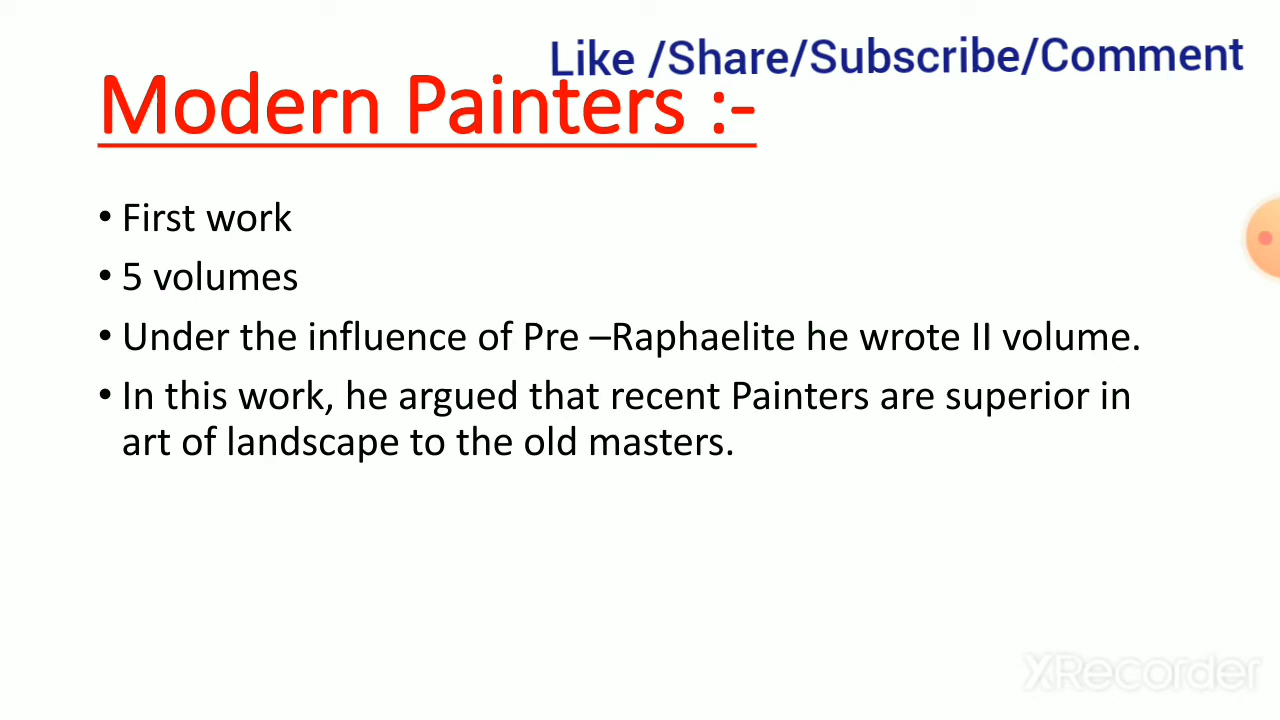 Like /Share/Subscribe/Comment
Modern Painters :-
• First work
• 5 volumes
• Under the influence of Pre –Raphaelite he wrote II volume.
• In this work, he argued that recent Painters are superior in
art of landscape to the old masters.
XRecorder